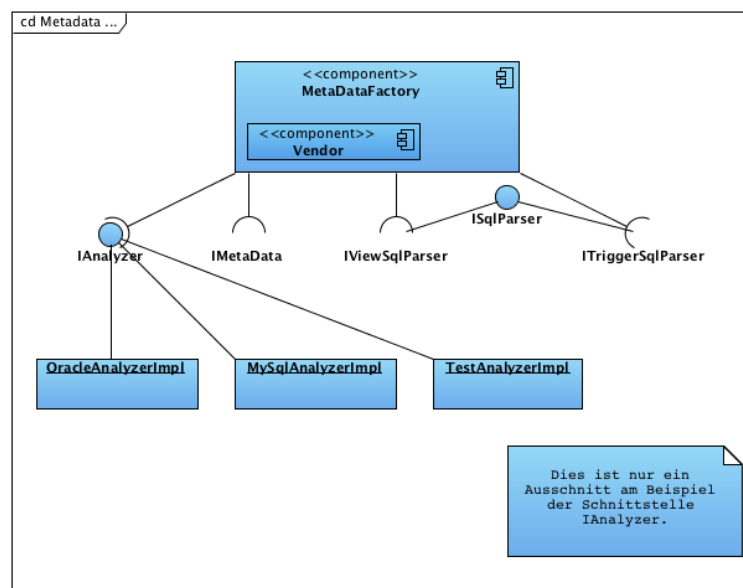 cd Metadata ...
<<component>>
MetaDataFactory
<<component>>
Vendor
ISqlParser
IAnalyzer
IMetaData
IViewSqlParser
ITriggerSqlParser
OracleAnalyzerImpl
MySqlAnalyzerImpl
TestAnalyzerImpl
Dies ist nur ein
Ausschnitt am Beispiel
der Schnittstelle
IAnalyzer.